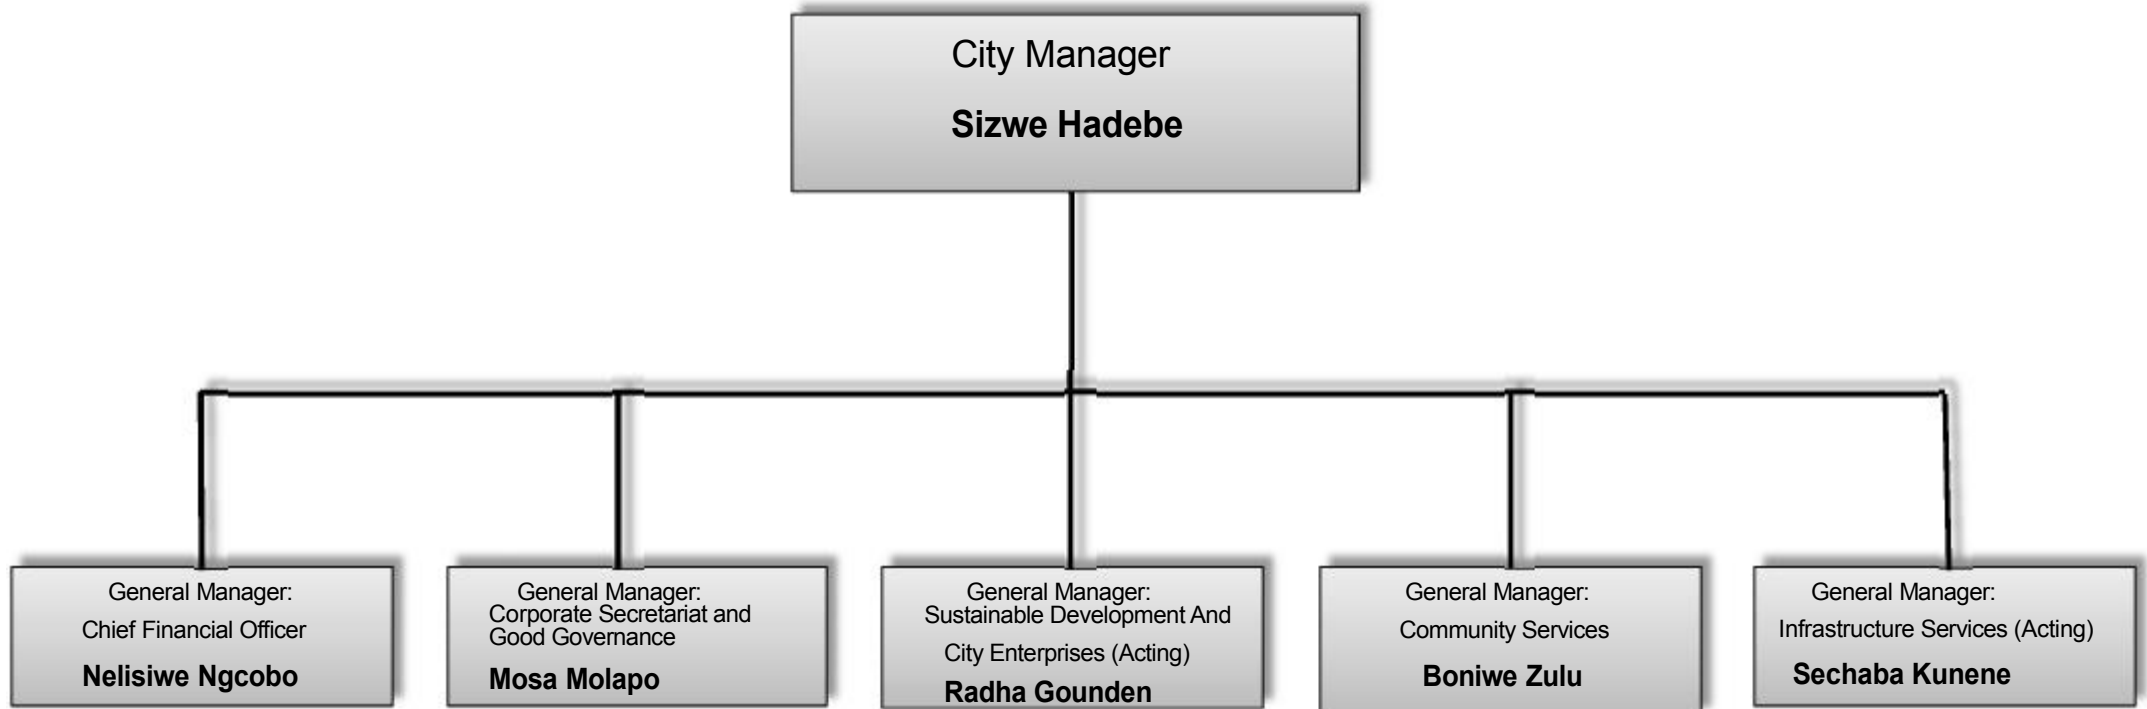 City Manager
Sizwe Hadebe
General Manager:
Chief Financial Officer
Nelisiwe Ngcobo
General Manager:
Corporate Secretariat and
Good Governance
Mosa Molapo
General Manager:
Sustainable Development And
City Enterprises (Acting)
Radha Gounden
General Manager:
Community Services
Boniwe Zulu
General Manager:
Infrastructure Services (Acting)
Sechaba Kunene